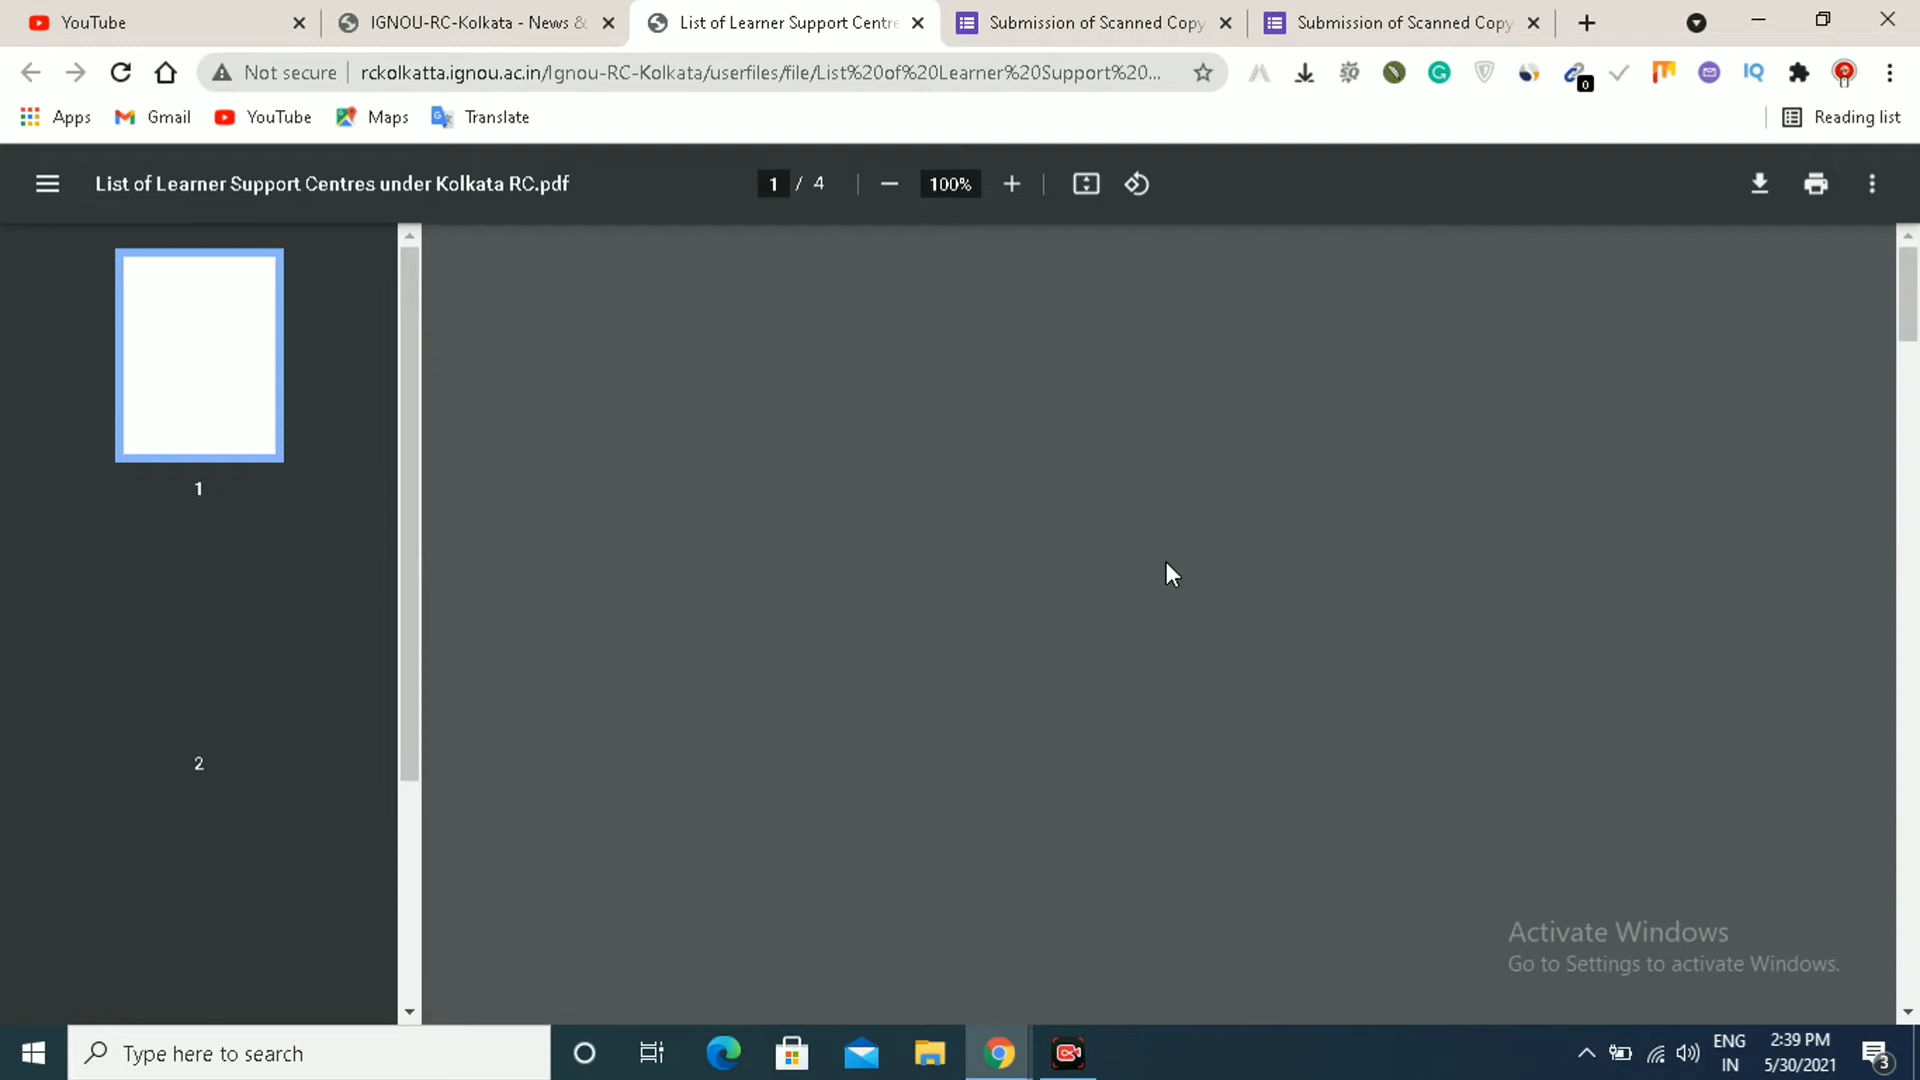 YouTube
IGNOU-RC-Kolkata - News &
List of Learner Support Centre
Submission of Scanned Copy
Submission of Scanned Copy
Not secure
rckolkatta.ignou.ac.in/Ignou-RC-Kolkata/userfiles/file/List%20of%20Learner%20Support%20...
0
IQ
Apps
Gmail
YouTube
Maps
Translate
Reading list
List of Learner Support Centres under Kolkata RC.pdf
1 / 4
100%
1
2
Activate Windows
Go to Settings to activate Windows.
Type here to search
ENG
IN
2:39 PM
5/30/2021
3